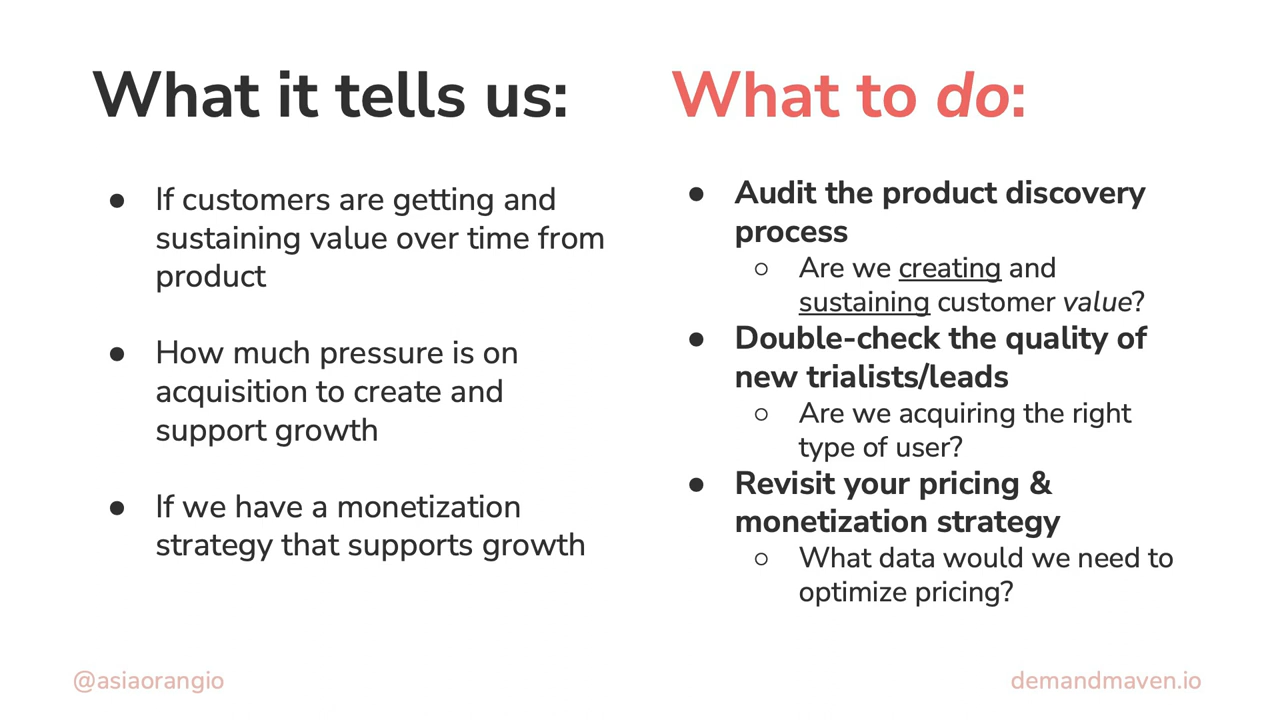 What it tells us:
● If customers are getting and
sustaining value over time from
product
● How much pressure is on
acquisition to create and
support growth
● If we have a monetization
strategy that supports growth
What to do:
● Audit the product discovery
process
○ Are we creating and
sustaining customer value?
● Double-check the quality of
new trialists/leads
○ Are we acquiring the right
type of user?
● Revisit your pricing &
monetization strategy
○ What data would we need to
optimize pricing?
@asiaorangio
demandmaven.io